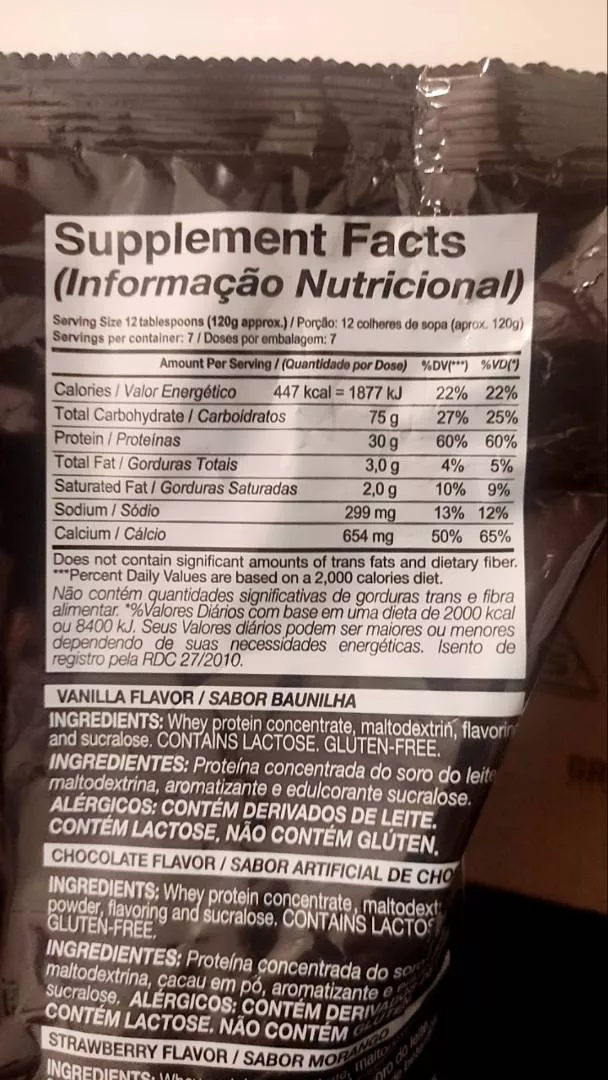 Supplement Facts
(Informação Nutricional)
Serving Size 12 tablespoons (120g approx.) / Porção: 12 colheres de sopa (aprox. 120g)
Servings per container: 7 / Doses por embalagem: 7
Amount Per Serving / (Quantidade por Dose) %DV(***) %VD(*)
Calories / Valor Energético 447 kcal = 1877 kJ 22% 22%
Total Carbohydrate / Carboidratos 75 g 27% 25%
Protein / Proteínas 30 g 60% 60%
Total Fat / Gorduras Totais 3,0 g 4% 5%
Saturated Fat / Gorduras Saturadas 2,0 g 10% 9%
Sodium / Sódio 299 mg 13% 12%
Calcium / Cálcio 654 mg 50% 65%
Does not contain significant amounts of trans fats and dietary fiber.
***Percent Daily Values are based on a 2,000 calories diet.
Não contém quantidades significativas de gorduras trans e fibra
alimentar. *%Valores Diários com base em uma dieta de 2000 kcal
ou 8400 kJ. Seus Valores diários podem ser maiores ou menores
dependendo de suas necessidades energéticas. Isento de
registro pela RDC 27/2010.
VANILLA FLAVOR / SABOR BAUNILHA
INGREDIENTS: Whey protein concentrate, maltodextrin, flavorin
and sucralose. CONTAINS LACTOSE. GLUTEN-FREE.
INGREDIENTES: Proteína concentrada do soro do leite
maltodextrina, aromatizante e edulcorante sucralose.
ALÉRGICOS: CONTÉM DERIVADOS DE LEITE.
CONTÉM LACTOSE, NÃO CONTÉM GLÚTEN.
CHOCOLATE FLAVOR / SABOR ARTIFICIAL DE CHO
INGREDIENTS: Whey protein concentrate, maltodext
powder, flavoring and sucralose. CONTAINS LACTOS
GLUTEN-FREE.
INGREDIENTES: Proteína concentrada do sor
maltodextrina, cacau em pó, aromatizante e
sucralose. ALÉRGICOS: CONTÉM DERIVA
CONTÉM LACTOSE. NÃO CONTÉM
STRAWBERRY FLAVOR / SABOR MORANGO
INGREDIENTS: